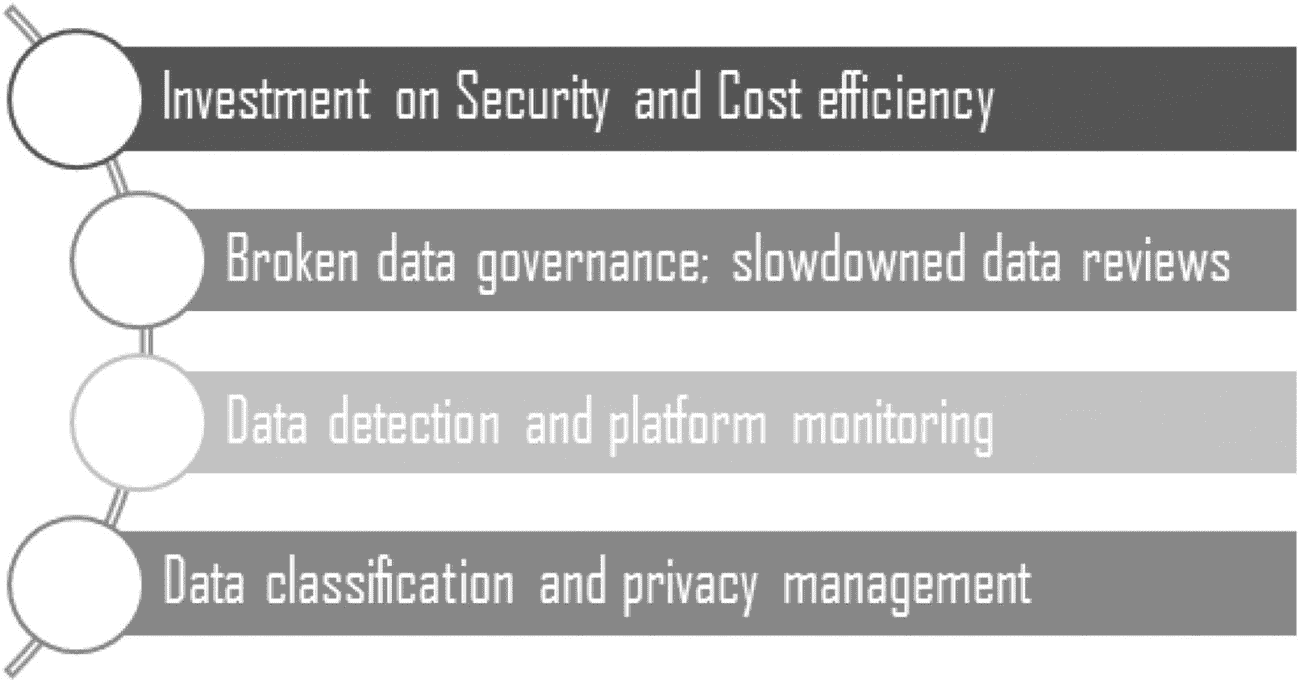 Investment on Security and Cost efficiency
Broken data governance; slowdowned data reviews
Data detection and platform monitoring
Data classification and privacy management